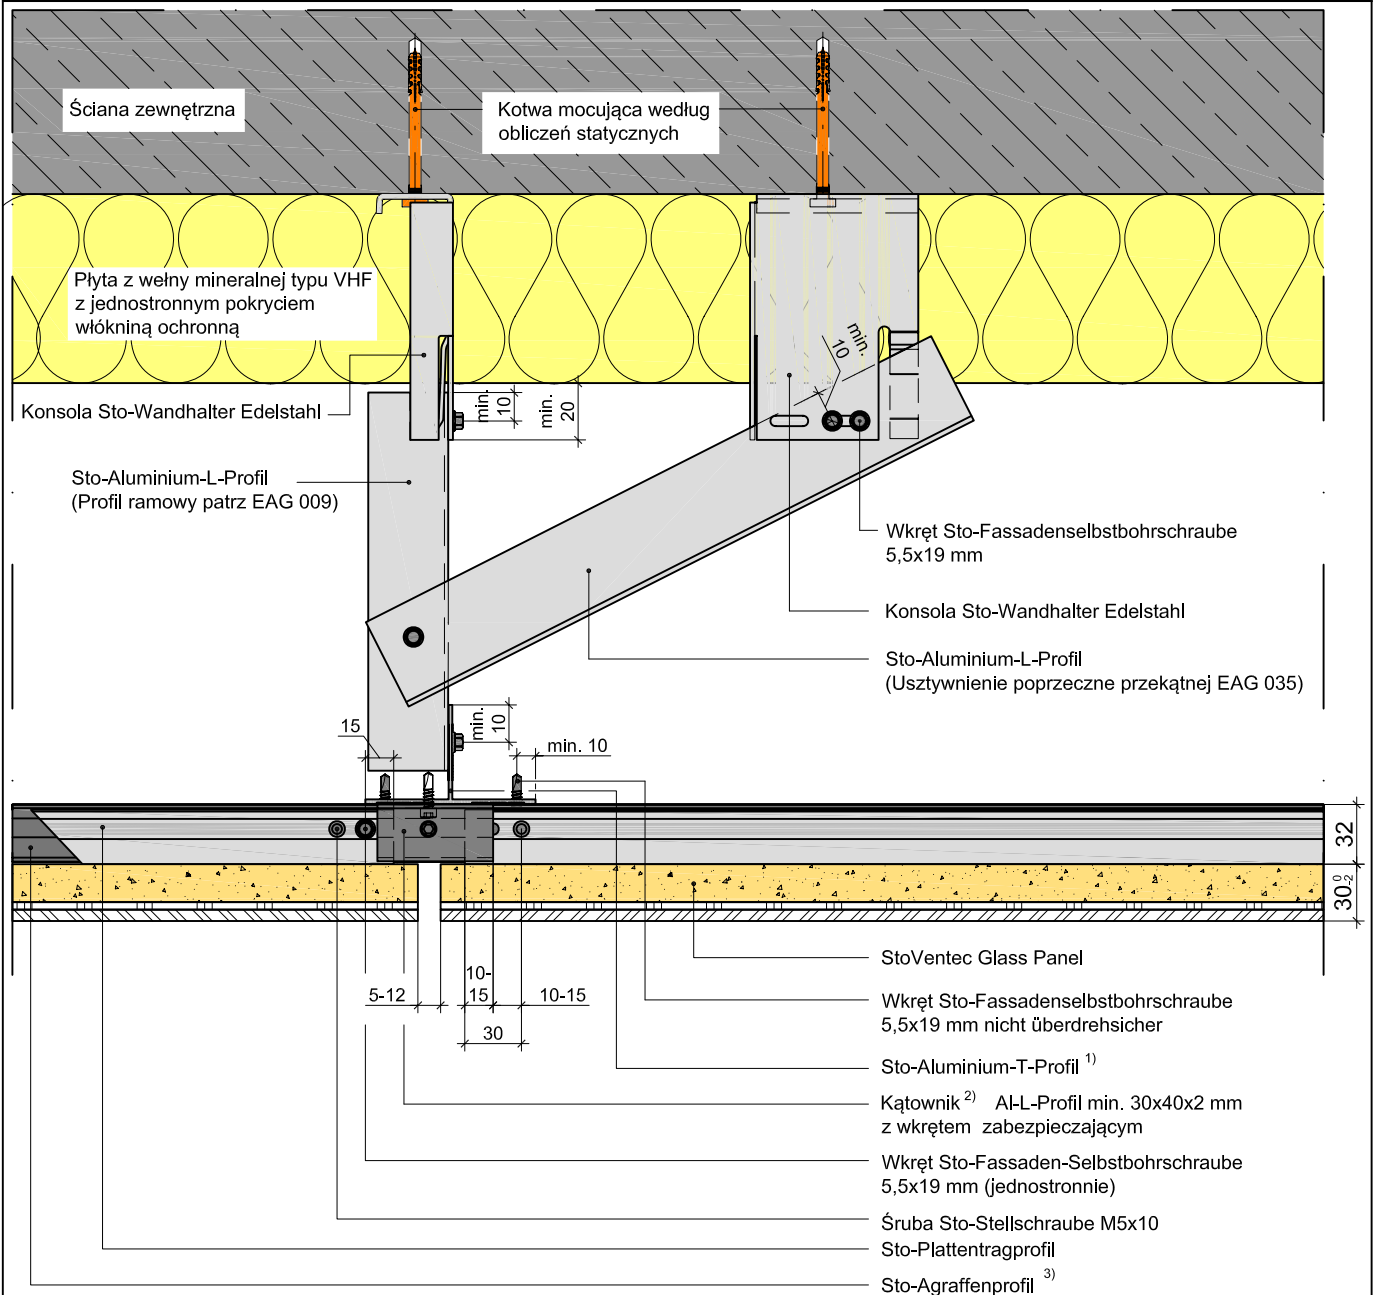 Ściana zewnętrzna
Kotwa mocująca według
obliczeń statycznych
Płyta z wełny mineralnej typu VHF
z jednostronnym pokryciem
włókniną ochronną
min.
10
Konsola Sto-Wandhalter Edelstahl
min.
10
min.
20
Sto-Aluminium-L-Profil
(Profil ramowy patrz EAG 009)
Wkręt Sto-Fassadenselbstbohrschraube
5,5x19 mm
Konsola Sto-Wandhalter Edelstahl
Sto-Aluminium-L-Profil
(Usztywnienie poprzeczne przekątnej EAG 035)
15
min.
10
min. 10
32
30 0 -2
StoVentec Glass Panel
5-12
10-
15
10-15
30
Wkręt Sto-Fassadenselbstbohrschraube
5,5x19 mm nicht überdrehsicher
Sto-Aluminium-T-Profil 1)
Kątownik 2) Al-L-Profil min. 30x40x2 mm
z wkrętem zabezpieczającym
Wkręt Sto-Fassaden-Selbstbohrschraube
5,5x19 mm (jednostronnie)
Śruba Sto-Stellschraube M5x10
Sto-Plattentragprofil
Sto-Agraffenprofil 3)